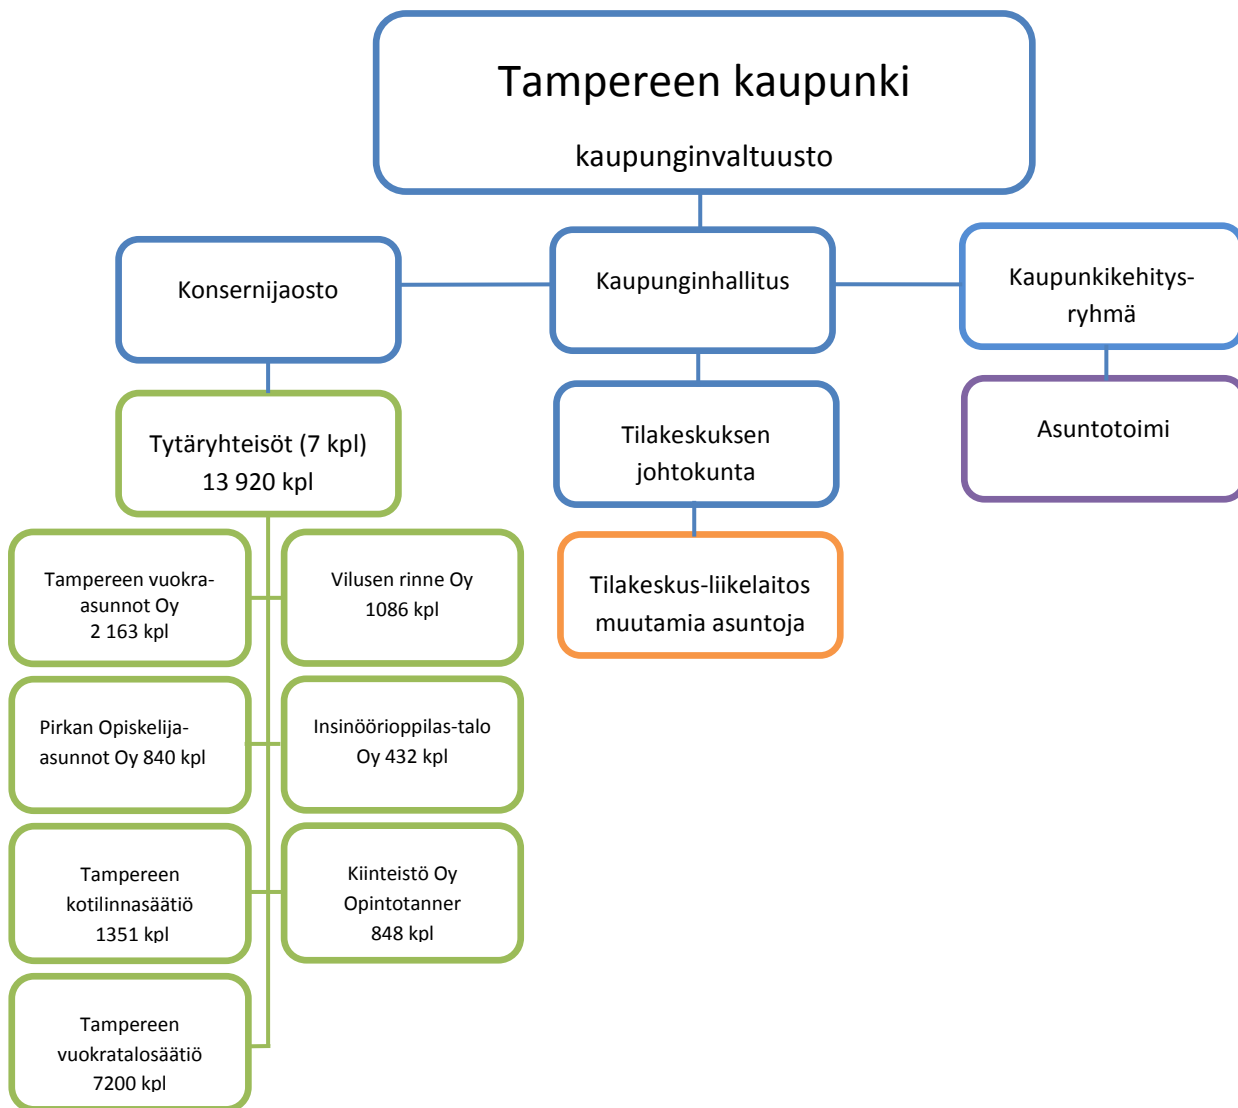 Tampereen kaupunki
kaupunginvaltuusto
Konsernijaosto
Kaupunginhallitus
Kaupunkikehitys-
ryhmä
Tytäryhteisöt (7 kpl)
13 920 kpl
Tilakeskuksen
johtokunta
Asuntotoimi
Tampereen vuokra-
asunnot Oy
2 163 kpl
Vilusen rinne Oy
1086 kpl
Tilakeskus-liikelaitos
muutamia asuntoja
Pirkan Opiskelija-
asunnot Oy 840 kpl
Insinöörioppilas-talo
Oy 432 kpl
Tampereen
kotilinnasäätiö
1351 kpl
Kiinteistö Oy
Opintotanner
848 kpl
Tampereen
vuokratalosäätiö
7200 kpl